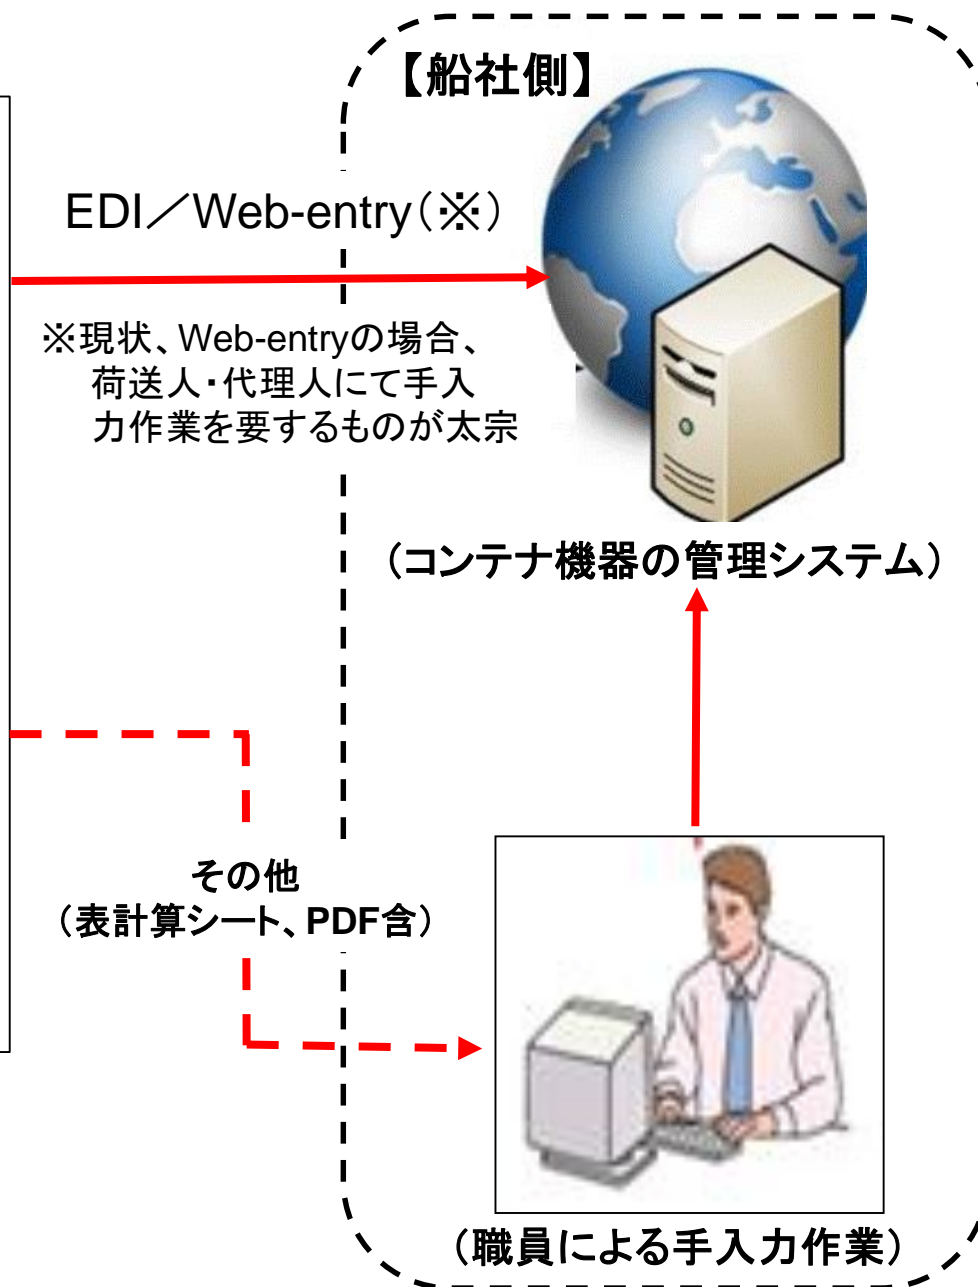 【船社側】
EDI／Web-entry（※）
※現状、Web-entryの場合、
荷送人・代理人にて手入
力作業を要するものが太宗
（コンテナ機器の管理システム）
その他
（表計算シート、PDF含）
（職員による手入力作業）